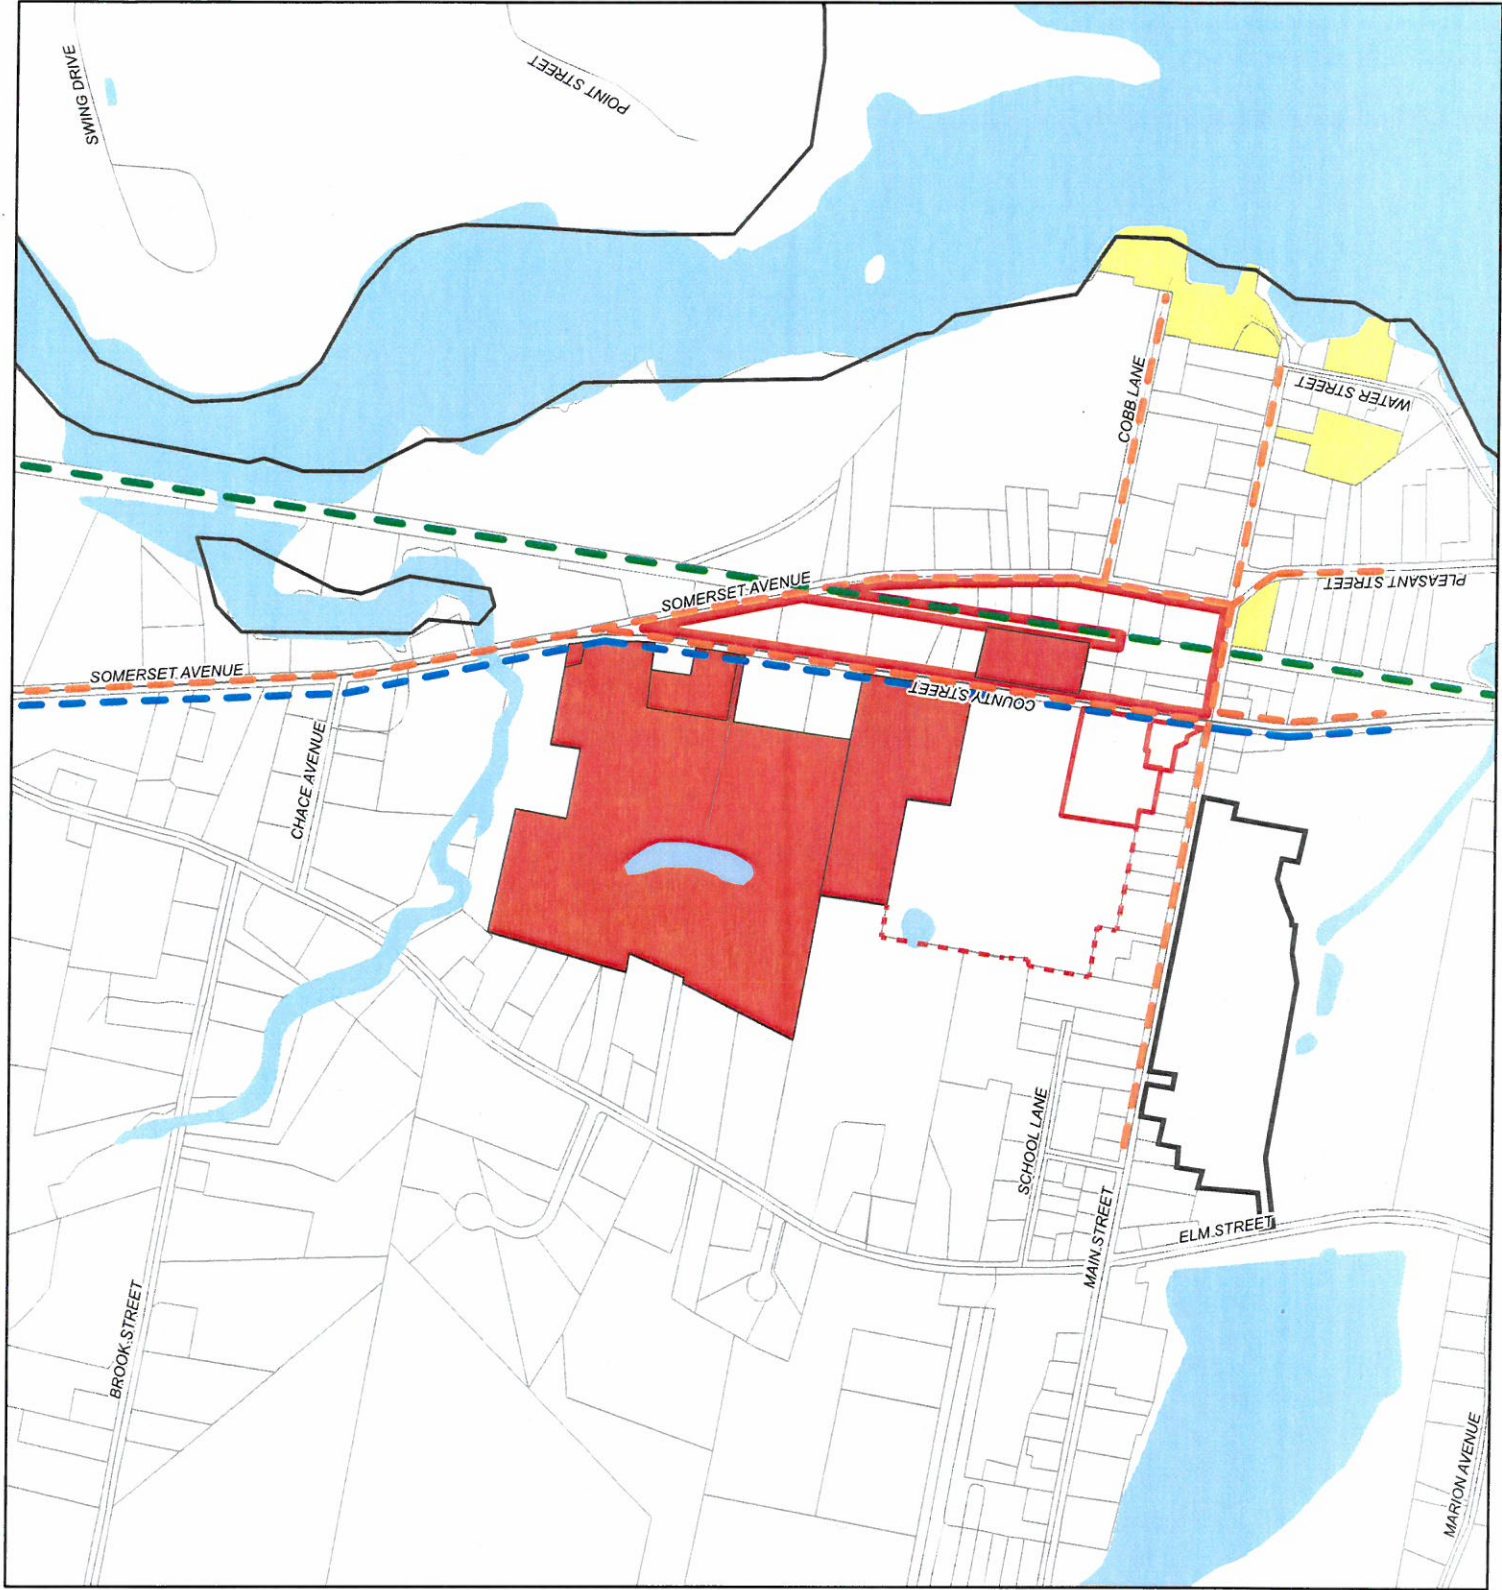 SWING DRIVE
POINT STREET
COBB LANE
WATER STREET
PLEASANT STREET
SOMERSET AVENUE
SOMERSET AVENUE
COUNTY STREET
CHACE AVENUE
SCHOOL LANE
MAIN STREET
ELM STREET
BROOK STREET
MARION AVENUE